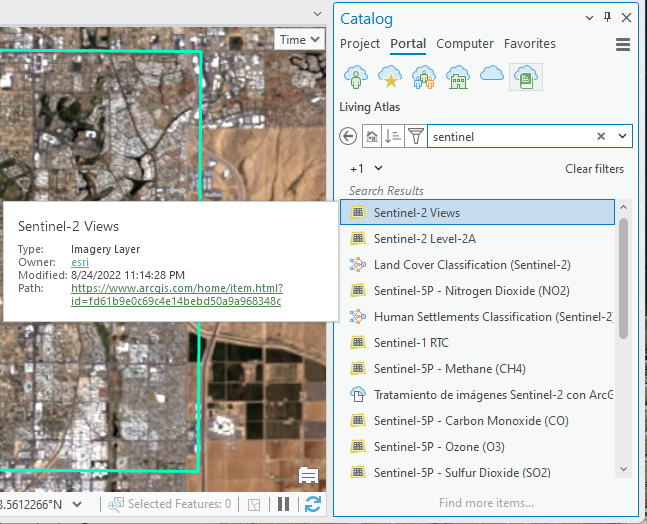 Time
Catalog
Project Portal Computer Favorites
Living Atlas
sentinel
+1
Clear filters
Search Results
Sentinel-2 Views
Sentinel-2 Level-2A
Land Cover Classification (Sentinel-2)
Sentinel-5P - Nitrogen Dioxide (NO2)
Human Settlements Classification (Sentinel-2
Sentinel-1 RTC
Sentinel-5P - Methane (CH4)
Tratamiento de imágenes Sentinel-2 con ArcG
Sentinel-5P - Carbon Monoxide (CO)
Sentinel-5P - Ozone (O3)
Sentinel-5P - Sulfur Dioxide (SO2)
Find more items...
Sentinel-2 Views
Type: Imagery Layer
Owner: esri
Modified: 8/24/2022 11:14:28 PM
Path: https://www.arcgis.com/home/item.html?
id=fd61b9e0c69c4e14bebd50a9a968348c
3.5612266°N
Selected Features: 0